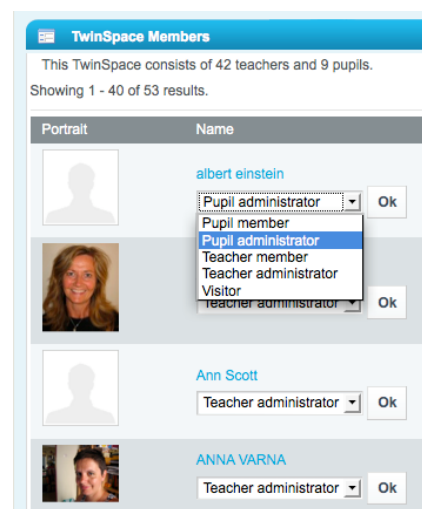 TwinSpace Members
This TwinSpace consists of 42 teachers and 9 pupils.
Showing 1 - 40 of 53 results.
Portrait Name
albert einstein
Pupil administrator Ok
Pupil member
Pupil administrator
Teacher member
Teacher administrator
Visitor
Teacher administrator Ok
Ann Scott
Teacher administrator Ok
ANNA VARNA
Teacher administrator Ok